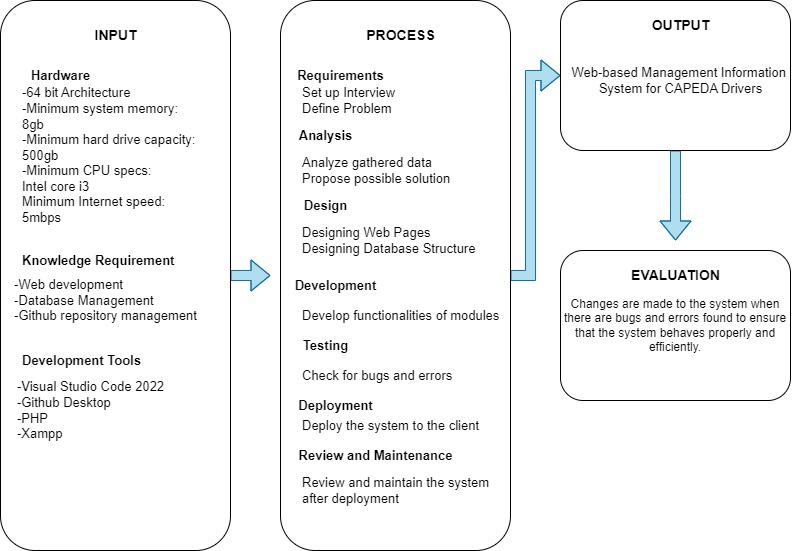 INPUT
Hardware
-64 bit Architecture
-Minimum system memory:
8gb
-Minimum hard drive capacity:
500gb
-Minimum CPU specs:
Intel core i3
Minimum Internet speed:
5mbps
Knowledge Requirement
-Web development
-Database Management
-Github repository management
Development Tools
-Visual Studio Code 2022
-Github Desktop
-PHP
-Xampp
PROCESS
Requirements
Set up Interview
Define Problem
Analysis
Analyze gathered data
Propose possible solution
Design
Designing Web Pages
Designing Database Structure
Development
Develop functionalities of modules
Testing
Check for bugs and errors
Deployment
Deploy the system to the client
Review and Maintenance
Review and maintain the system
after deployment
OUTPUT
Web-based Management Information
System for CAPEDA Drivers
EVALUATION
Changes are made to the system when
there are bugs and errors found to ensure
that the system behaves properly and
efficiently.